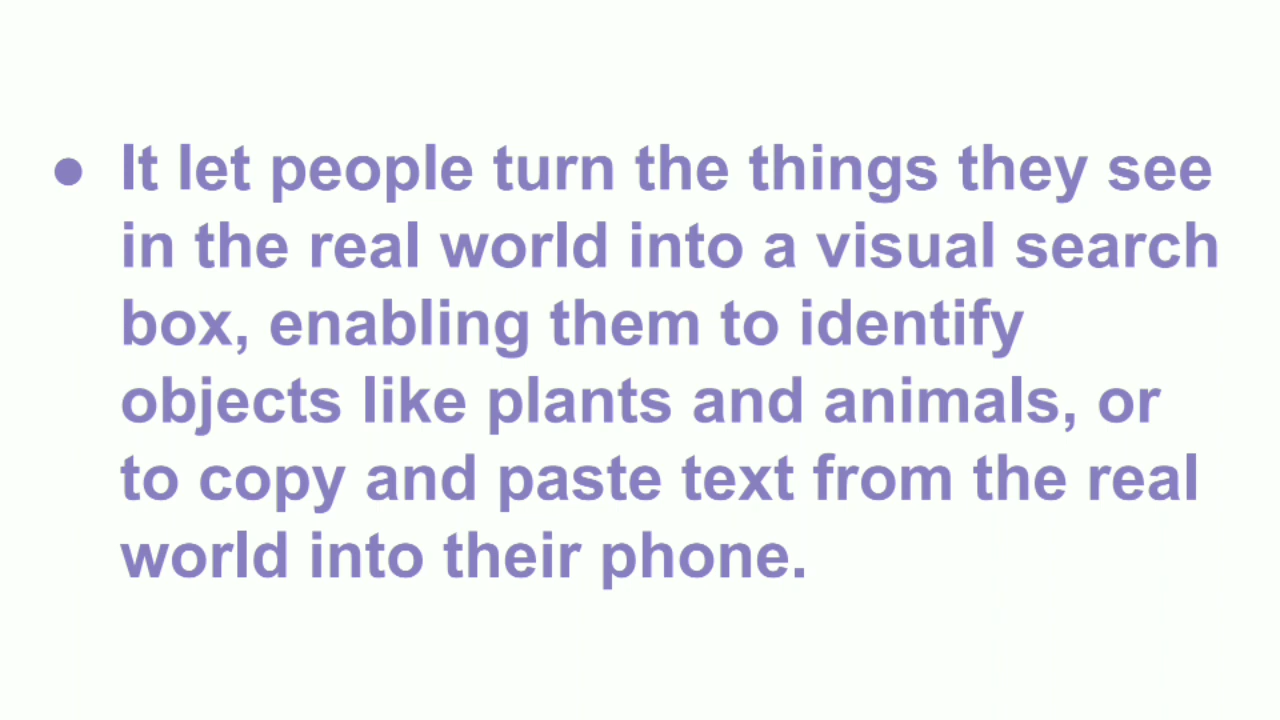 ● It let people turn the things they see
in the real world into a visual search
box, enabling them to identify
objects like plants and animals, or
to copy and paste text from the real
world into their phone.